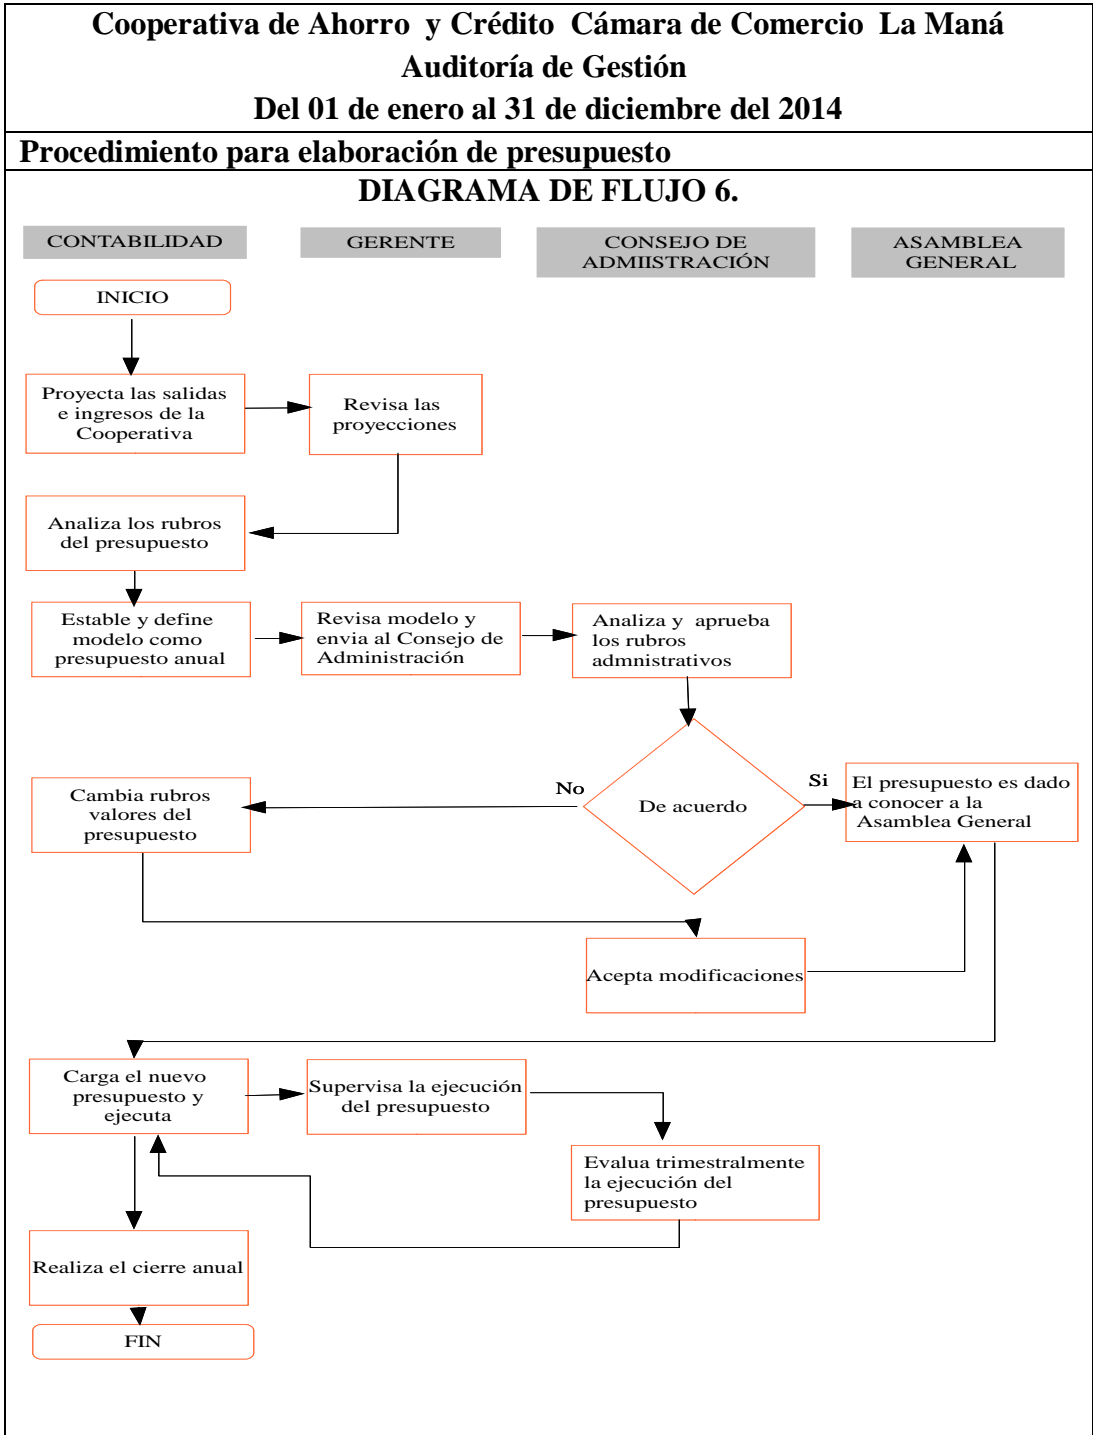 Cooperativa de Ahorro y Crédito Cámara de Comercio La Maná
Auditoría de Gestión
Del 01 de enero al 31 de diciembre del 2014
Procedimiento para elaboración de presupuesto
DIAGRAMA DE FLUJO 6.
CONTABILIDAD
GERENTE
CONSEJO DE
ADMIISTRACIÓN
ASAMBLEA
GENERAL
INICIO
Proyecta las salidas
e ingresos de la
Cooperativa
Revisa las
proyecciones
Analiza los rubros
del presupuesto
Estable y define
modelo como
presupuesto anual
Revisa modelo y
envia al Consejo de
Administración
Analiza y aprueba
los rubros
admnistrativos
De acuerdo
No
Si
Cambia rubros
valores del
presupuesto
El presupuesto es dado
a conocer a la
Asamblea General
Acepta modificaciones
Carga el nuevo
presupuesto y
ejecuta
Supervisa la ejecución
del presupuesto
Evalua trimestralmente
la ejecución del
presupuesto
Realiza el cierre anual
FIN